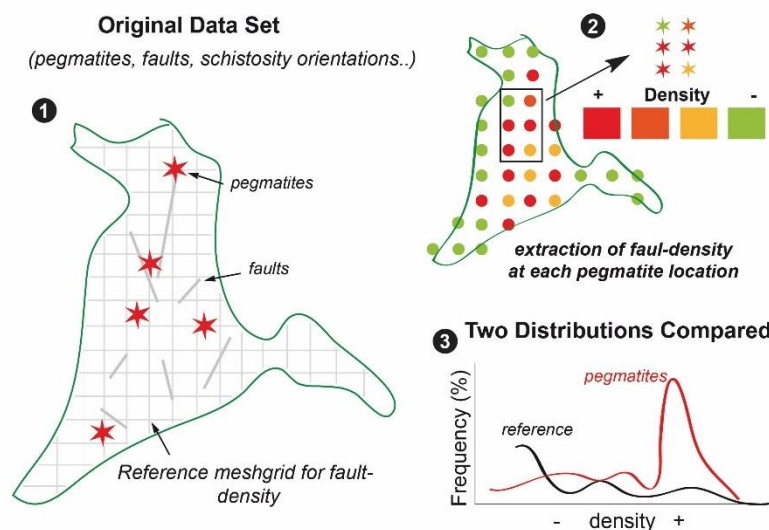 Original Data Set
(pegmatites, faults, schistosity orientations..)
1
pegmatites
faults
Reference meshgrid for fault-
density
2
+ Density -
extraction of faul-density
at each pegmatite location
3 Two Distributions Compared
Frequency (%)
pegmatites
reference
- density +